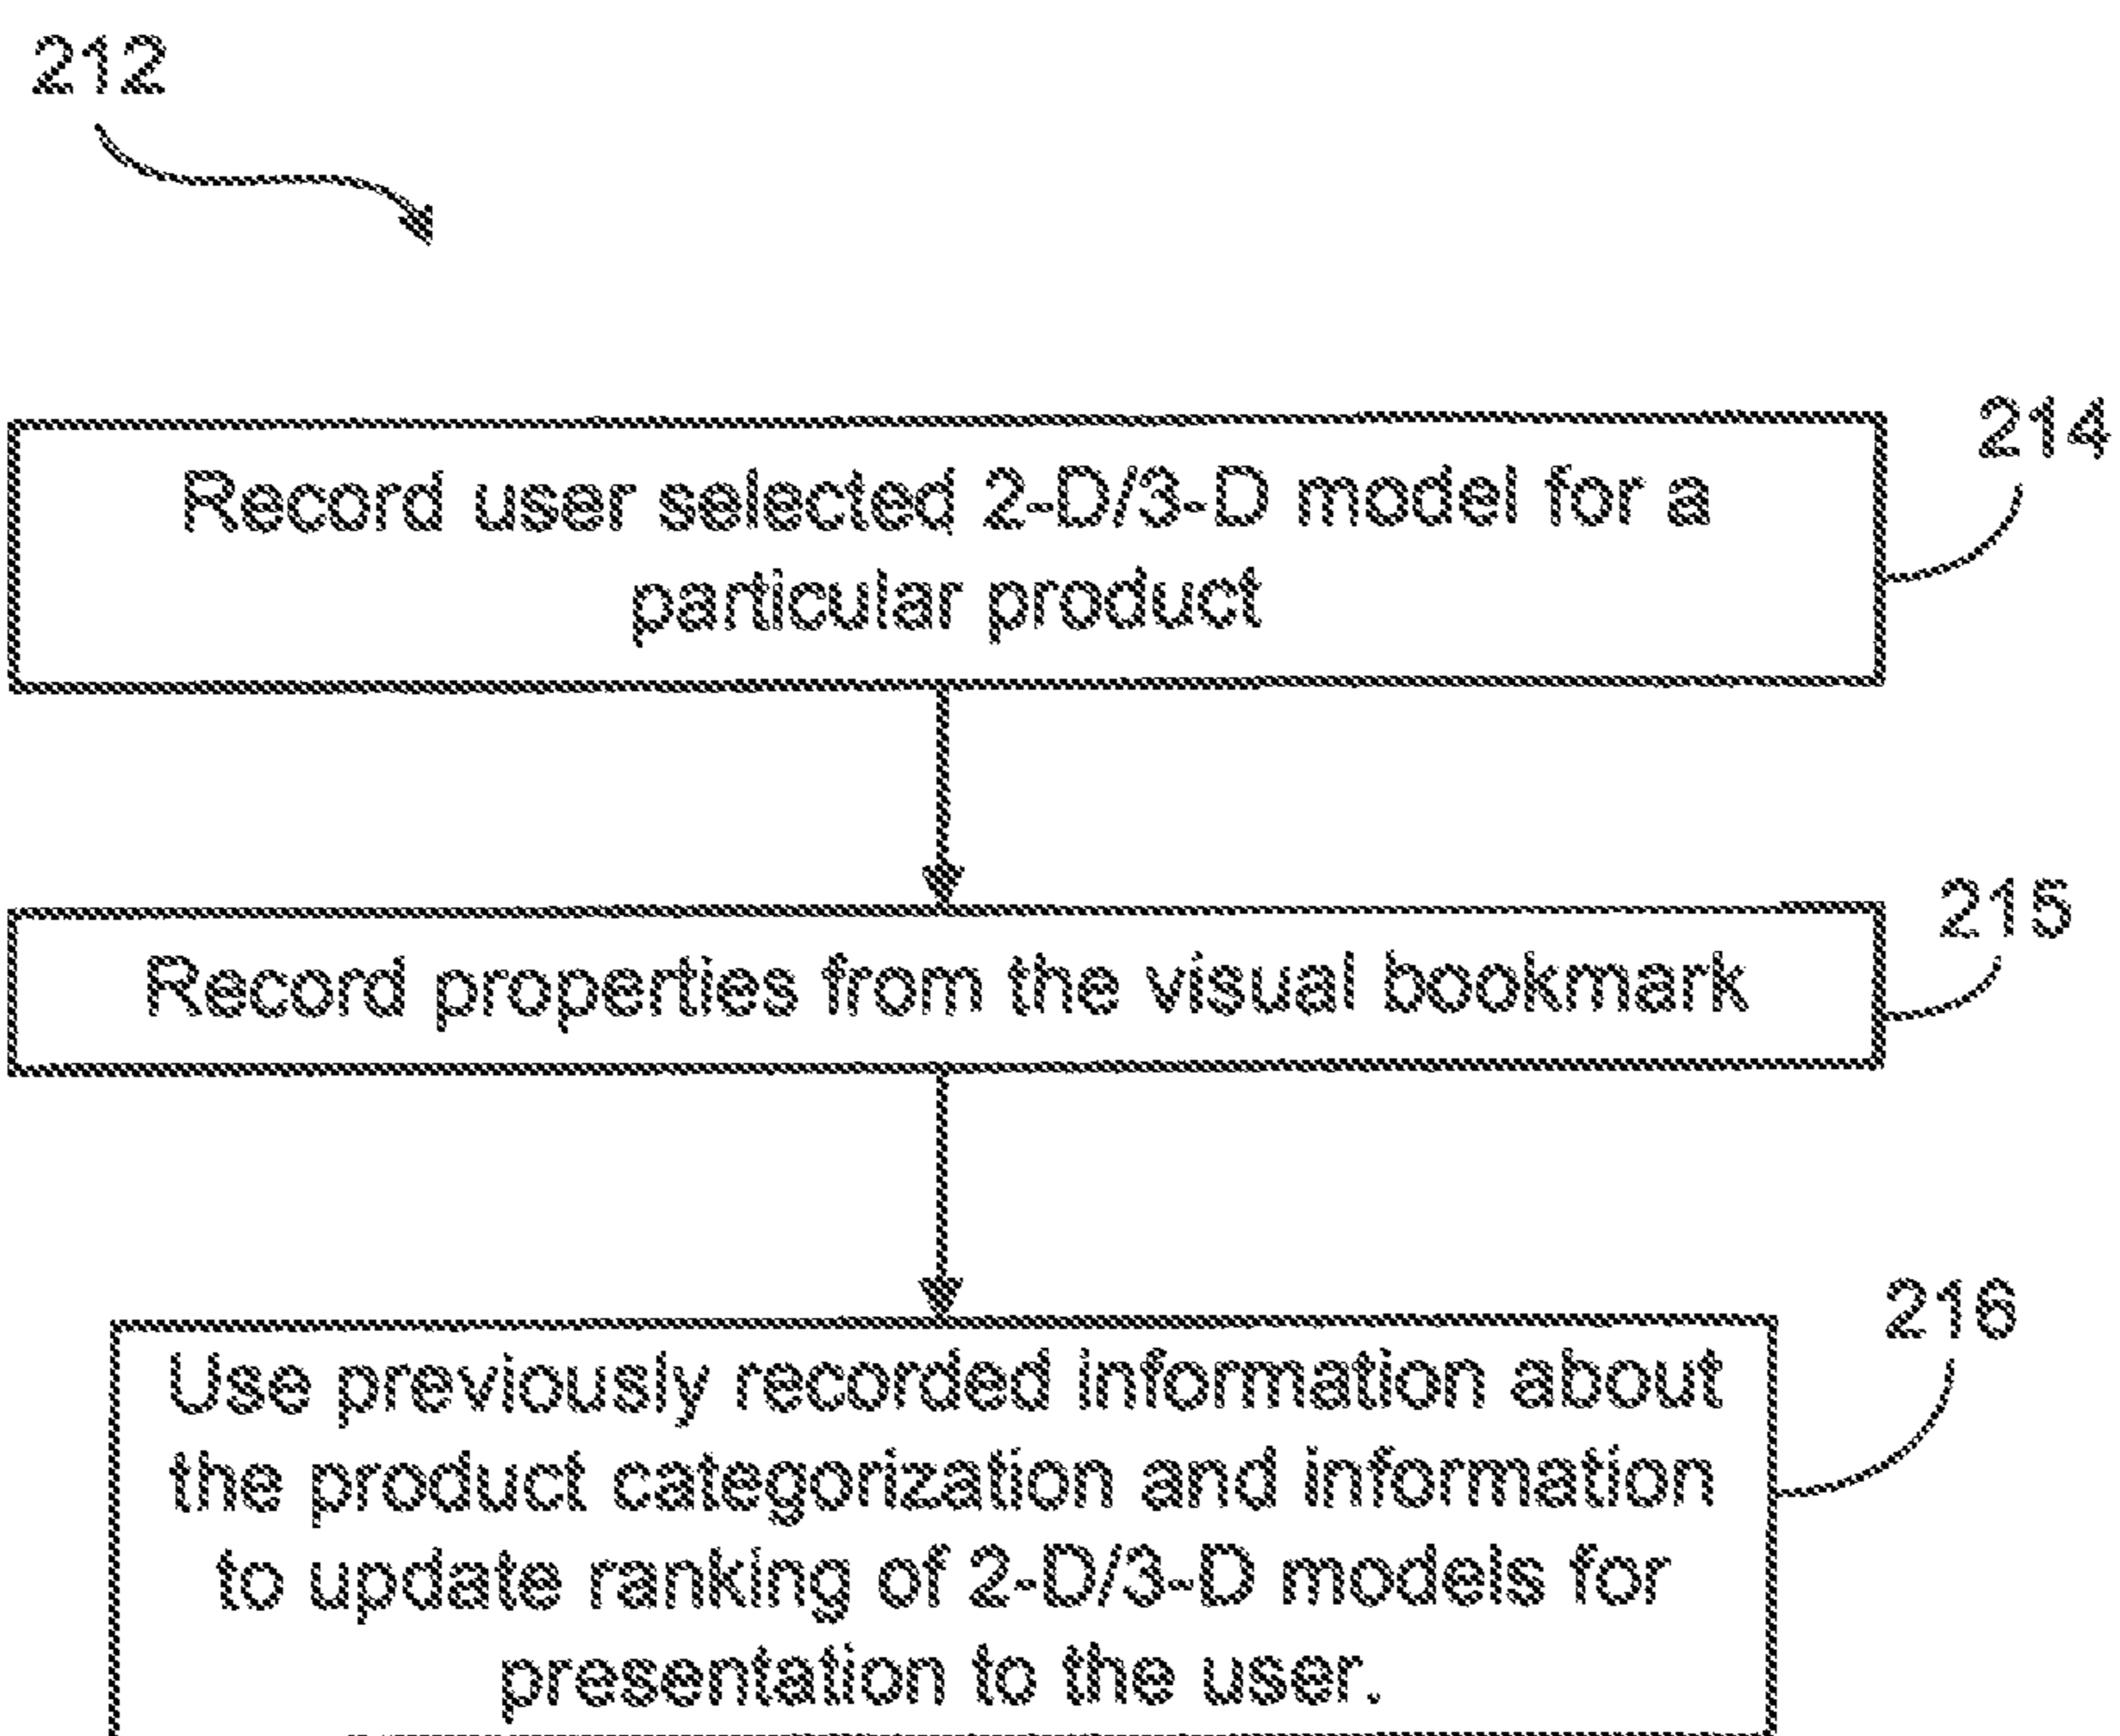 212
214
Record user selected 2-D/3-D model for a
particular product
215
Record properties from the visual bookmark
216
Use previously recorded information about
the product categorization and information
to update ranking of 2-D/3-D models for
presentation to the user.